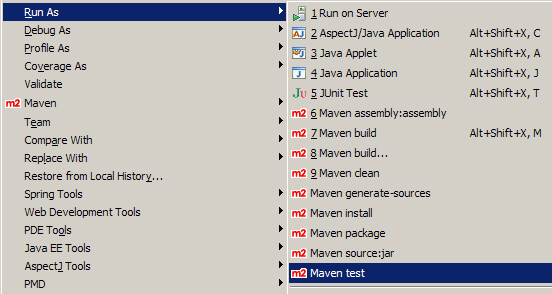 Run As
Debug As
Profile As
Coverage As
Validate
m2 Maven
Team
Compare With
Replace With
Restore from Local History...
Spring Tools
Web Development Tools
PDE Tools
Java EE Tools
AspectJ Tools
PMD
1 Run on Server
AJ 2 AspectJ/Java Application Alt+Shift+X, C
3 Java Applet Alt+Shift+X, A
J 4 Java Application Alt+Shift+X, J
Ju 5 JUnit Test Alt+Shift+X, T
m2 6 Maven assembly:assembly
m2 7 Maven build Alt+Shift+X, M
m2 8 Maven build...
m2 9 Maven clean
m2 Maven generate-sources
m2 Maven install
m2 Maven package
m2 Maven source:jar
m2 Maven test